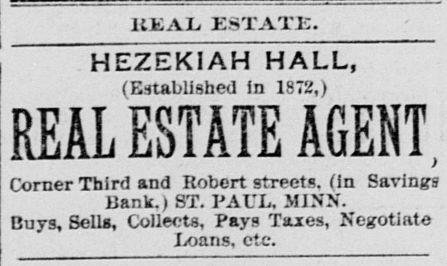 REAL ESTATE.
HEZEKIAH HALL,
(Established in 1872,)
REAL ESTATE AGENT,
Corner Third and Robert streets, (in Savings
Bank,) ST. PAUL, MINN.
Buys, Sells, Collects, Pays Taxes, Negotiate
Loans, etc.